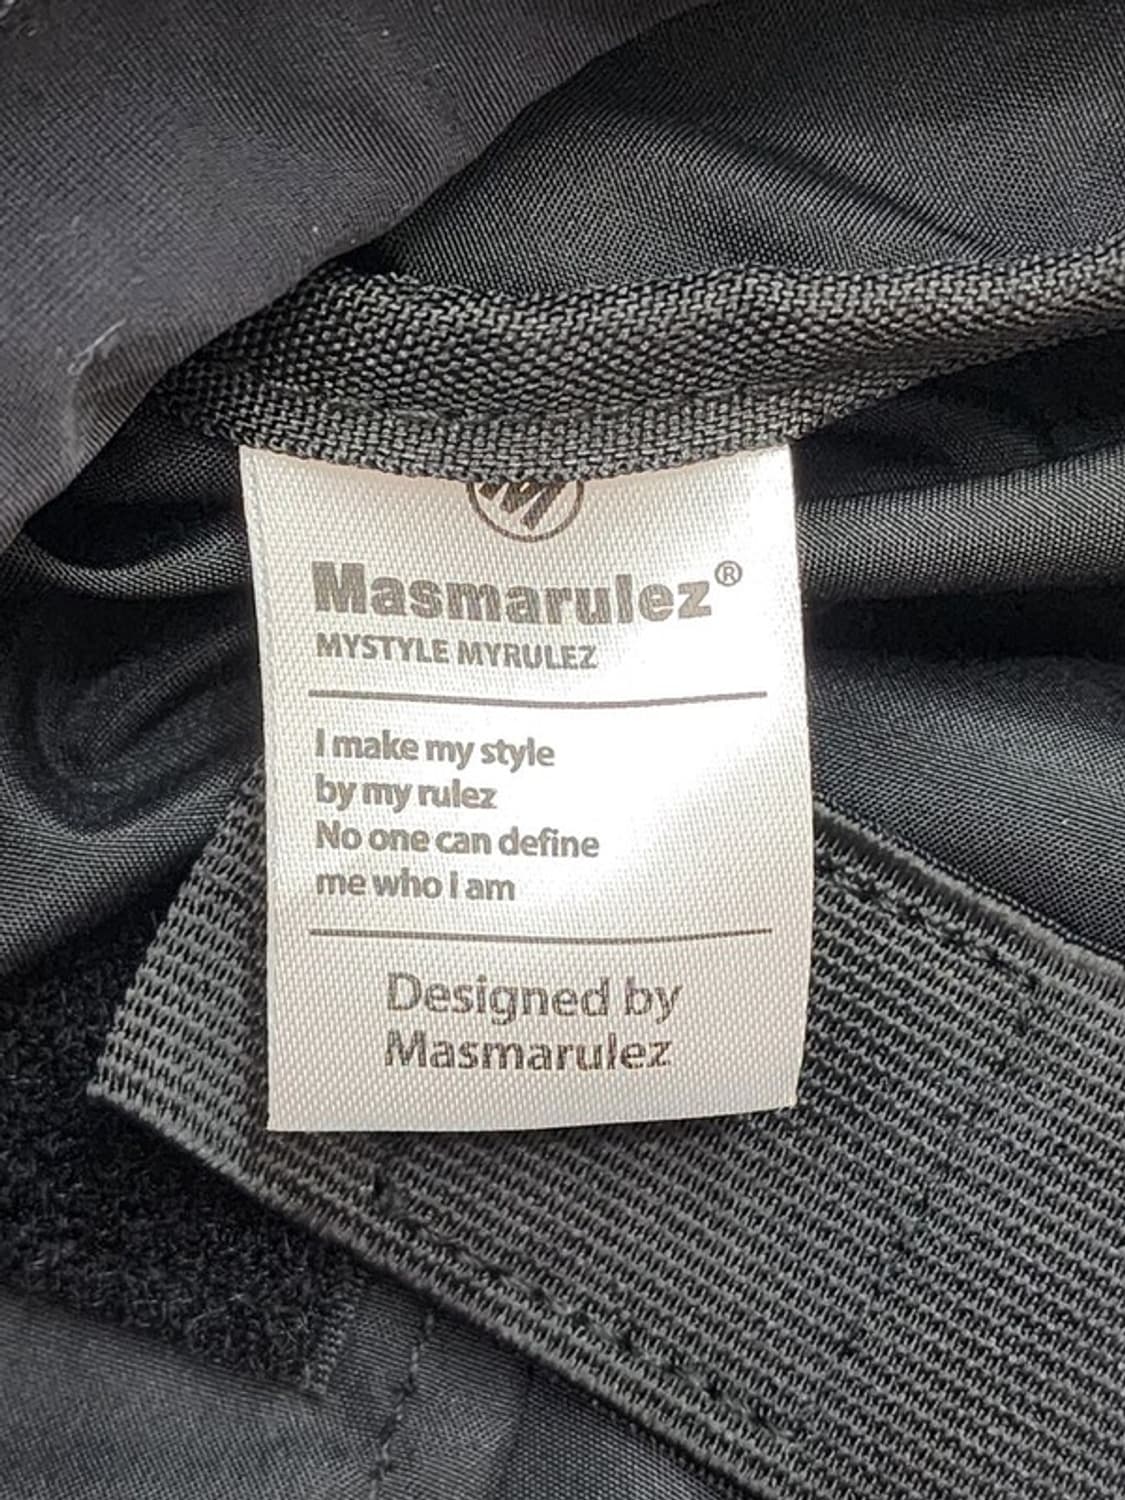 M
Masmarulez®
MYSTYLE MYRULEZ
I make my style
by my rulez
No one can define
me who I am
Designed by
Masmarulez